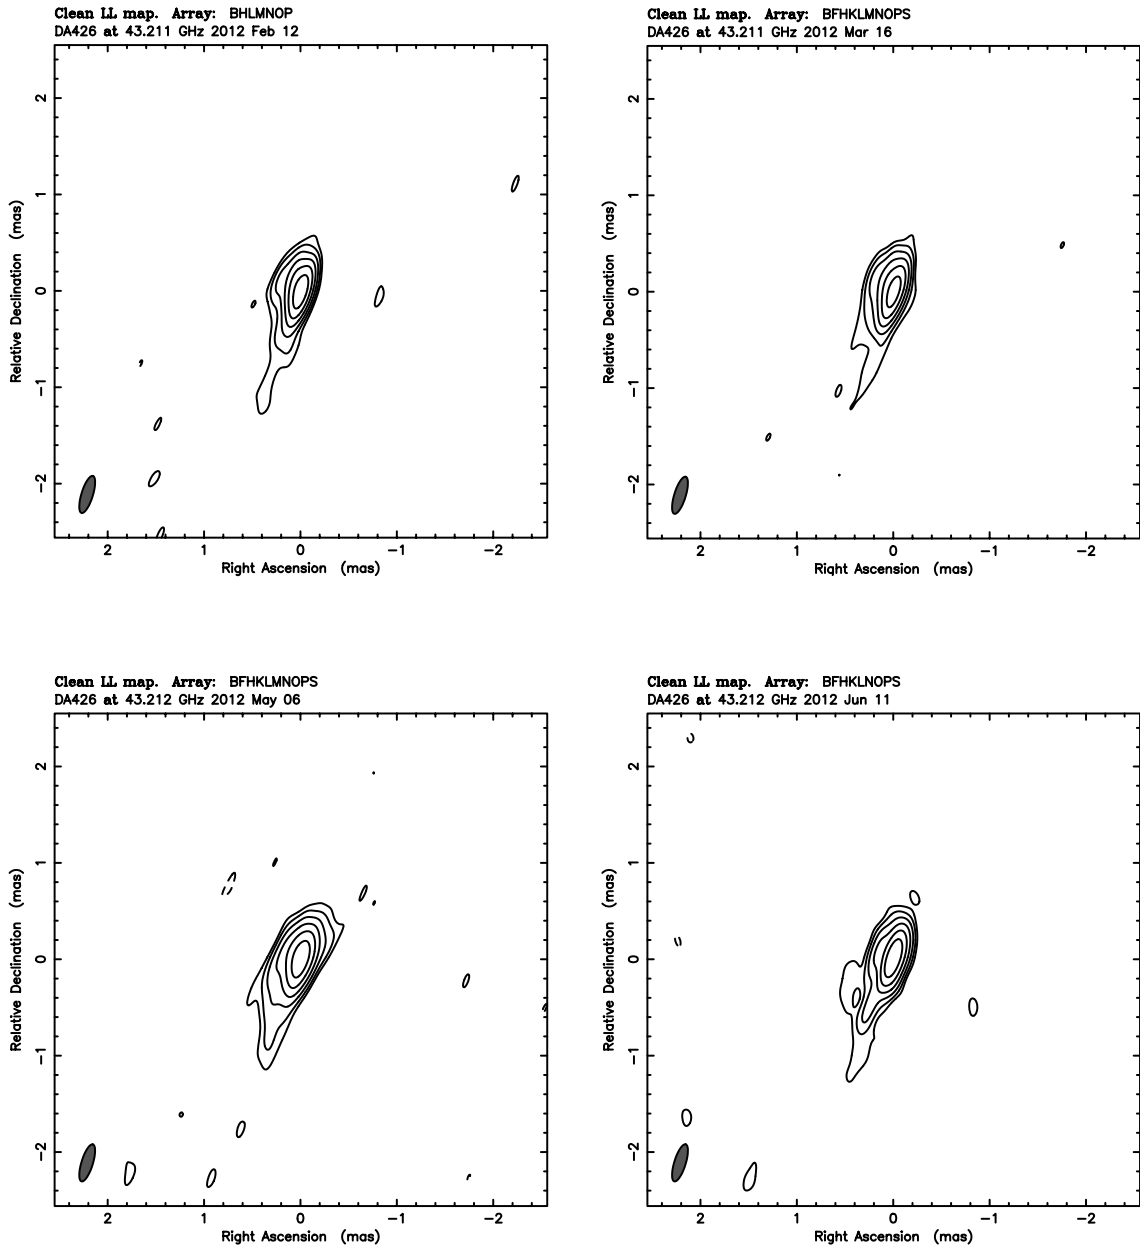 Clean LL map.  Array:  BHLMNOP
DA426 at 43.211 GHz 2012 Feb 12
Relative Declination  (mas)
2
1
0
−1
−2
2 1 0 −1 −2
Right Ascension  (mas)
Clean LL map.  Array:  BFHKLMNOPS
DA426 at 43.211 GHz 2012 Mar 16
Relative Declination  (mas)
2
1
0
−1
−2
2 1 0 −1 −2
Right Ascension  (mas)
Clean LL map.  Array:  BFHKLMNOPS
DA426 at 43.212 GHz 2012 May 06
Relative Declination  (mas)
2
1
0
−1
−2
2 1 0 −1 −2
Right Ascension  (mas)
Clean LL map.  Array:  BFHKLNOPS
DA426 at 43.212 GHz 2012 Jun 11
Relative Declination  (mas)
2
1
0
−1
−2
2 1 0 −1 −2
Right Ascension  (mas)